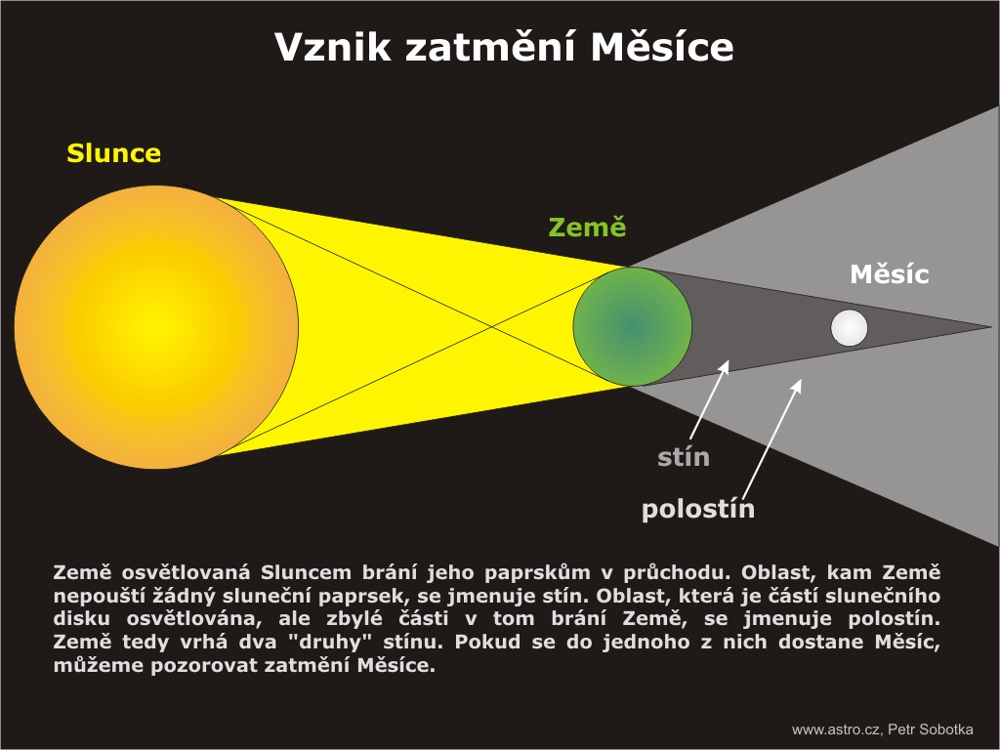 Vznik zatmění Měsíce
Slunce
Země
Měsíc
stín
polostín
Země osvětlovaná Sluncem brání jeho paprskům v průchodu. Oblast, kam Země
nepouští žádný sluneční paprsek, se jmenuje stín. Oblast, která je částí slunečního
disku osvětlována, ale zbylé části v tom brání Země, se jmenuje polostín.
Země tedy vrhá dva "druhy" stínu. Pokud se do jednoho z nich dostane Měsíc,
můžeme pozorovat zatmění Měsíce.
www.astro.cz, Petr Sobotka